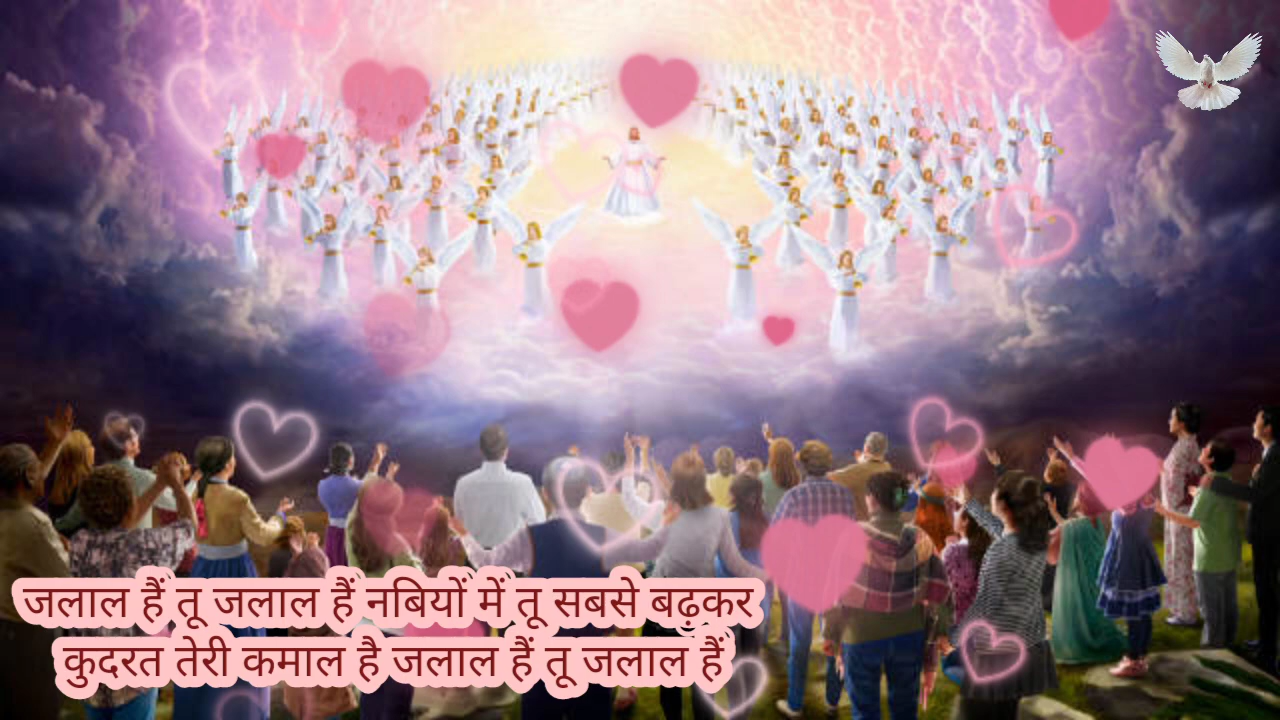 जलाल हैं तू जलाल हैं नबियों में तू सबसे बढ़कर
कुदरत तेरी कमाल है जलाल हैं तू जलाल हैं